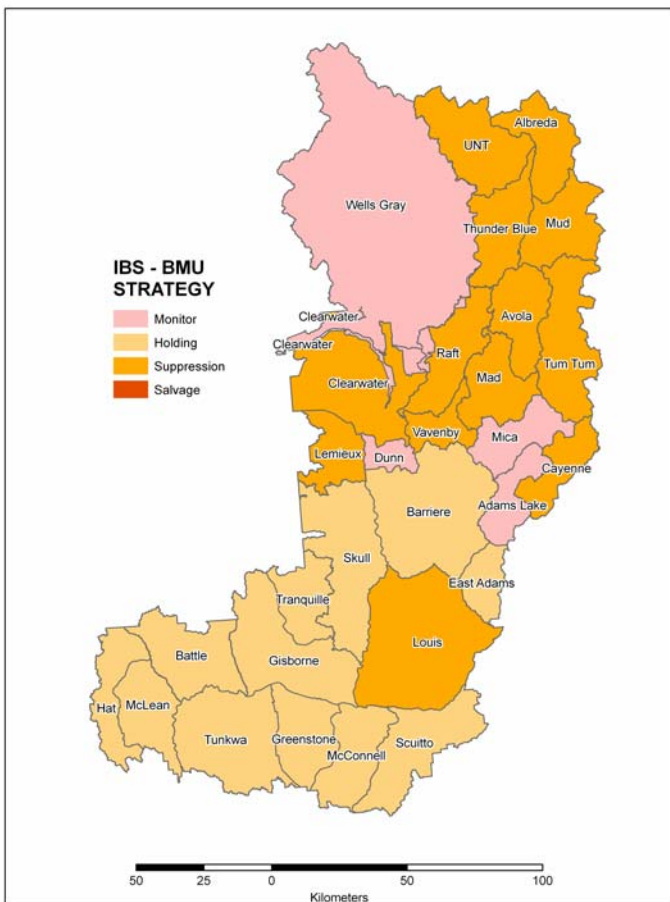 Albreda
UNT
Wells Gray
Thunder Blue
Mud
IBS - BMU
STRATEGY
Monitor
Holding
Suppression
Salvage
Clearwater
Clearwater
Clearwater
Avola
Raft
Tum Tum
Mad
Vavenby
Mica
Lemieux
Dunn
Cayenne
Adams Lake
Barriere
Skull
East Adams
Tranquille
Louis
Battle
Gisborne
Hat
McLean
Tunkwa
Greenstone
McConnell
Scuitto
50 25 0 50 100
Kilometers